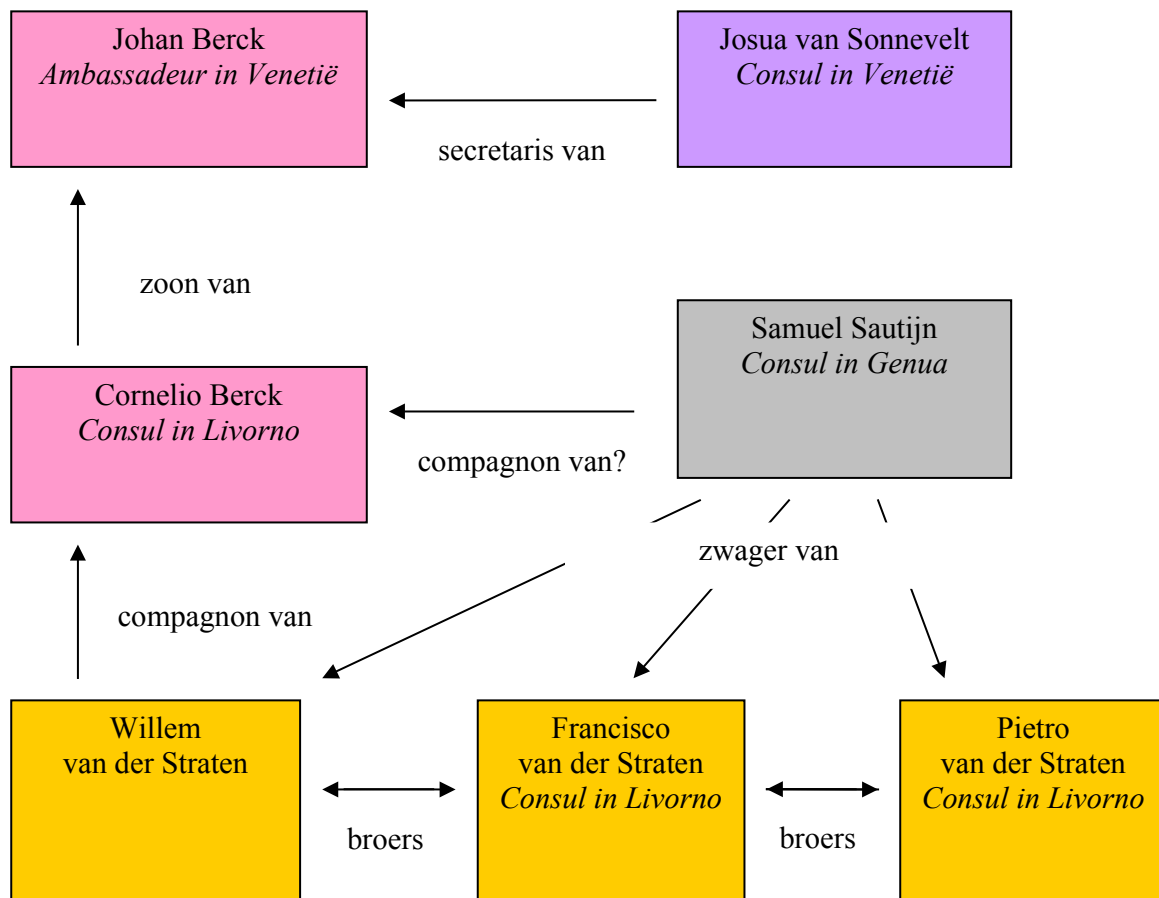 Johan Berck
Ambassadeur in Venetië
Josua van Sonnevelt
Consul in Venetië
secretaris van
zoon van
Samuel Sautijn
Consul in Genua
Cornelio Berck
Consul in Livorno
compagnon van?
zwager van
compagnon van
Willem
van der Straten
Francisco
van der Straten
Consul in Livorno
Pietro
van der Straten
Consul in Livorno
broers
broers